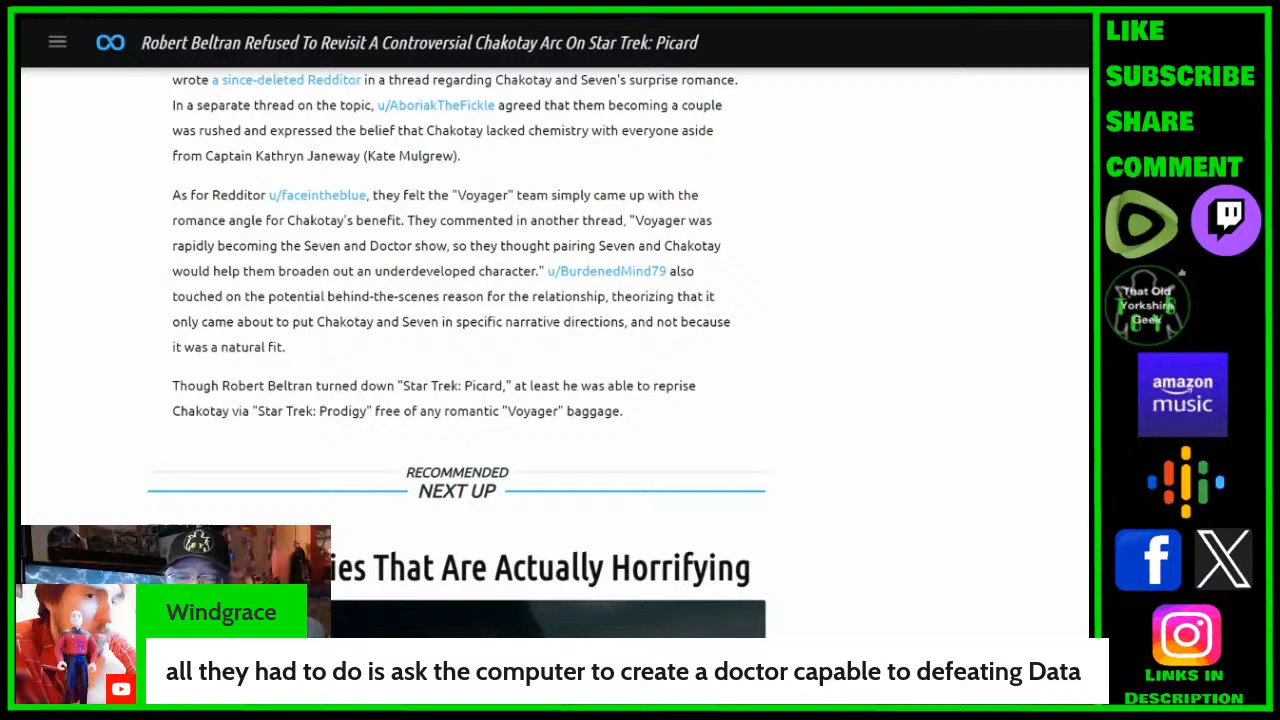 Robert Beltran Refused To Revisit A Controversial Chakotay Arc On Star Trek: Picard
wrote a since-deleted Redditor in a thread regarding Chakotay and Seven's surprise romance.
In a separate thread on the topic, u/AboriakTheFickle agreed that them becoming a couple
was rushed and expressed the belief that Chakotay lacked chemistry with everyone aside
from Captain Kathryn Janeway (Kate Mulgrew).
As for Redditor u/faceintheblue, they felt the "Voyager" team simply came up with the
romance angle for Chakotay's benefit. They commented in another thread, "Voyager was
rapidly becoming the Seven and Doctor show, so they thought pairing Seven and Chakotay
would help them broaden out an underdeveloped character." u/BurdenedMind79 also
touched on the potential behind-the-scenes reason for the relationship, theorizing that it
only came about to put Chakotay and Seven in specific narrative directions, and not because
it was a natural fit.
Though Robert Beltran turned down "Star Trek: Picard," at least he was able to reprise
Chakotay via "Star Trek: Prodigy" free of any romantic "Voyager" baggage.
RECOMMENDED
NEXT UP
ies That Are Actually Horrifying
Windgrace
all they had to do is ask the computer to create a doctor capable to defeating Data
LIKE
SUBSCRIBE
SHARE
COMMENT
That Old
Yorkshire
Geek
amazon
music
Links in
Description